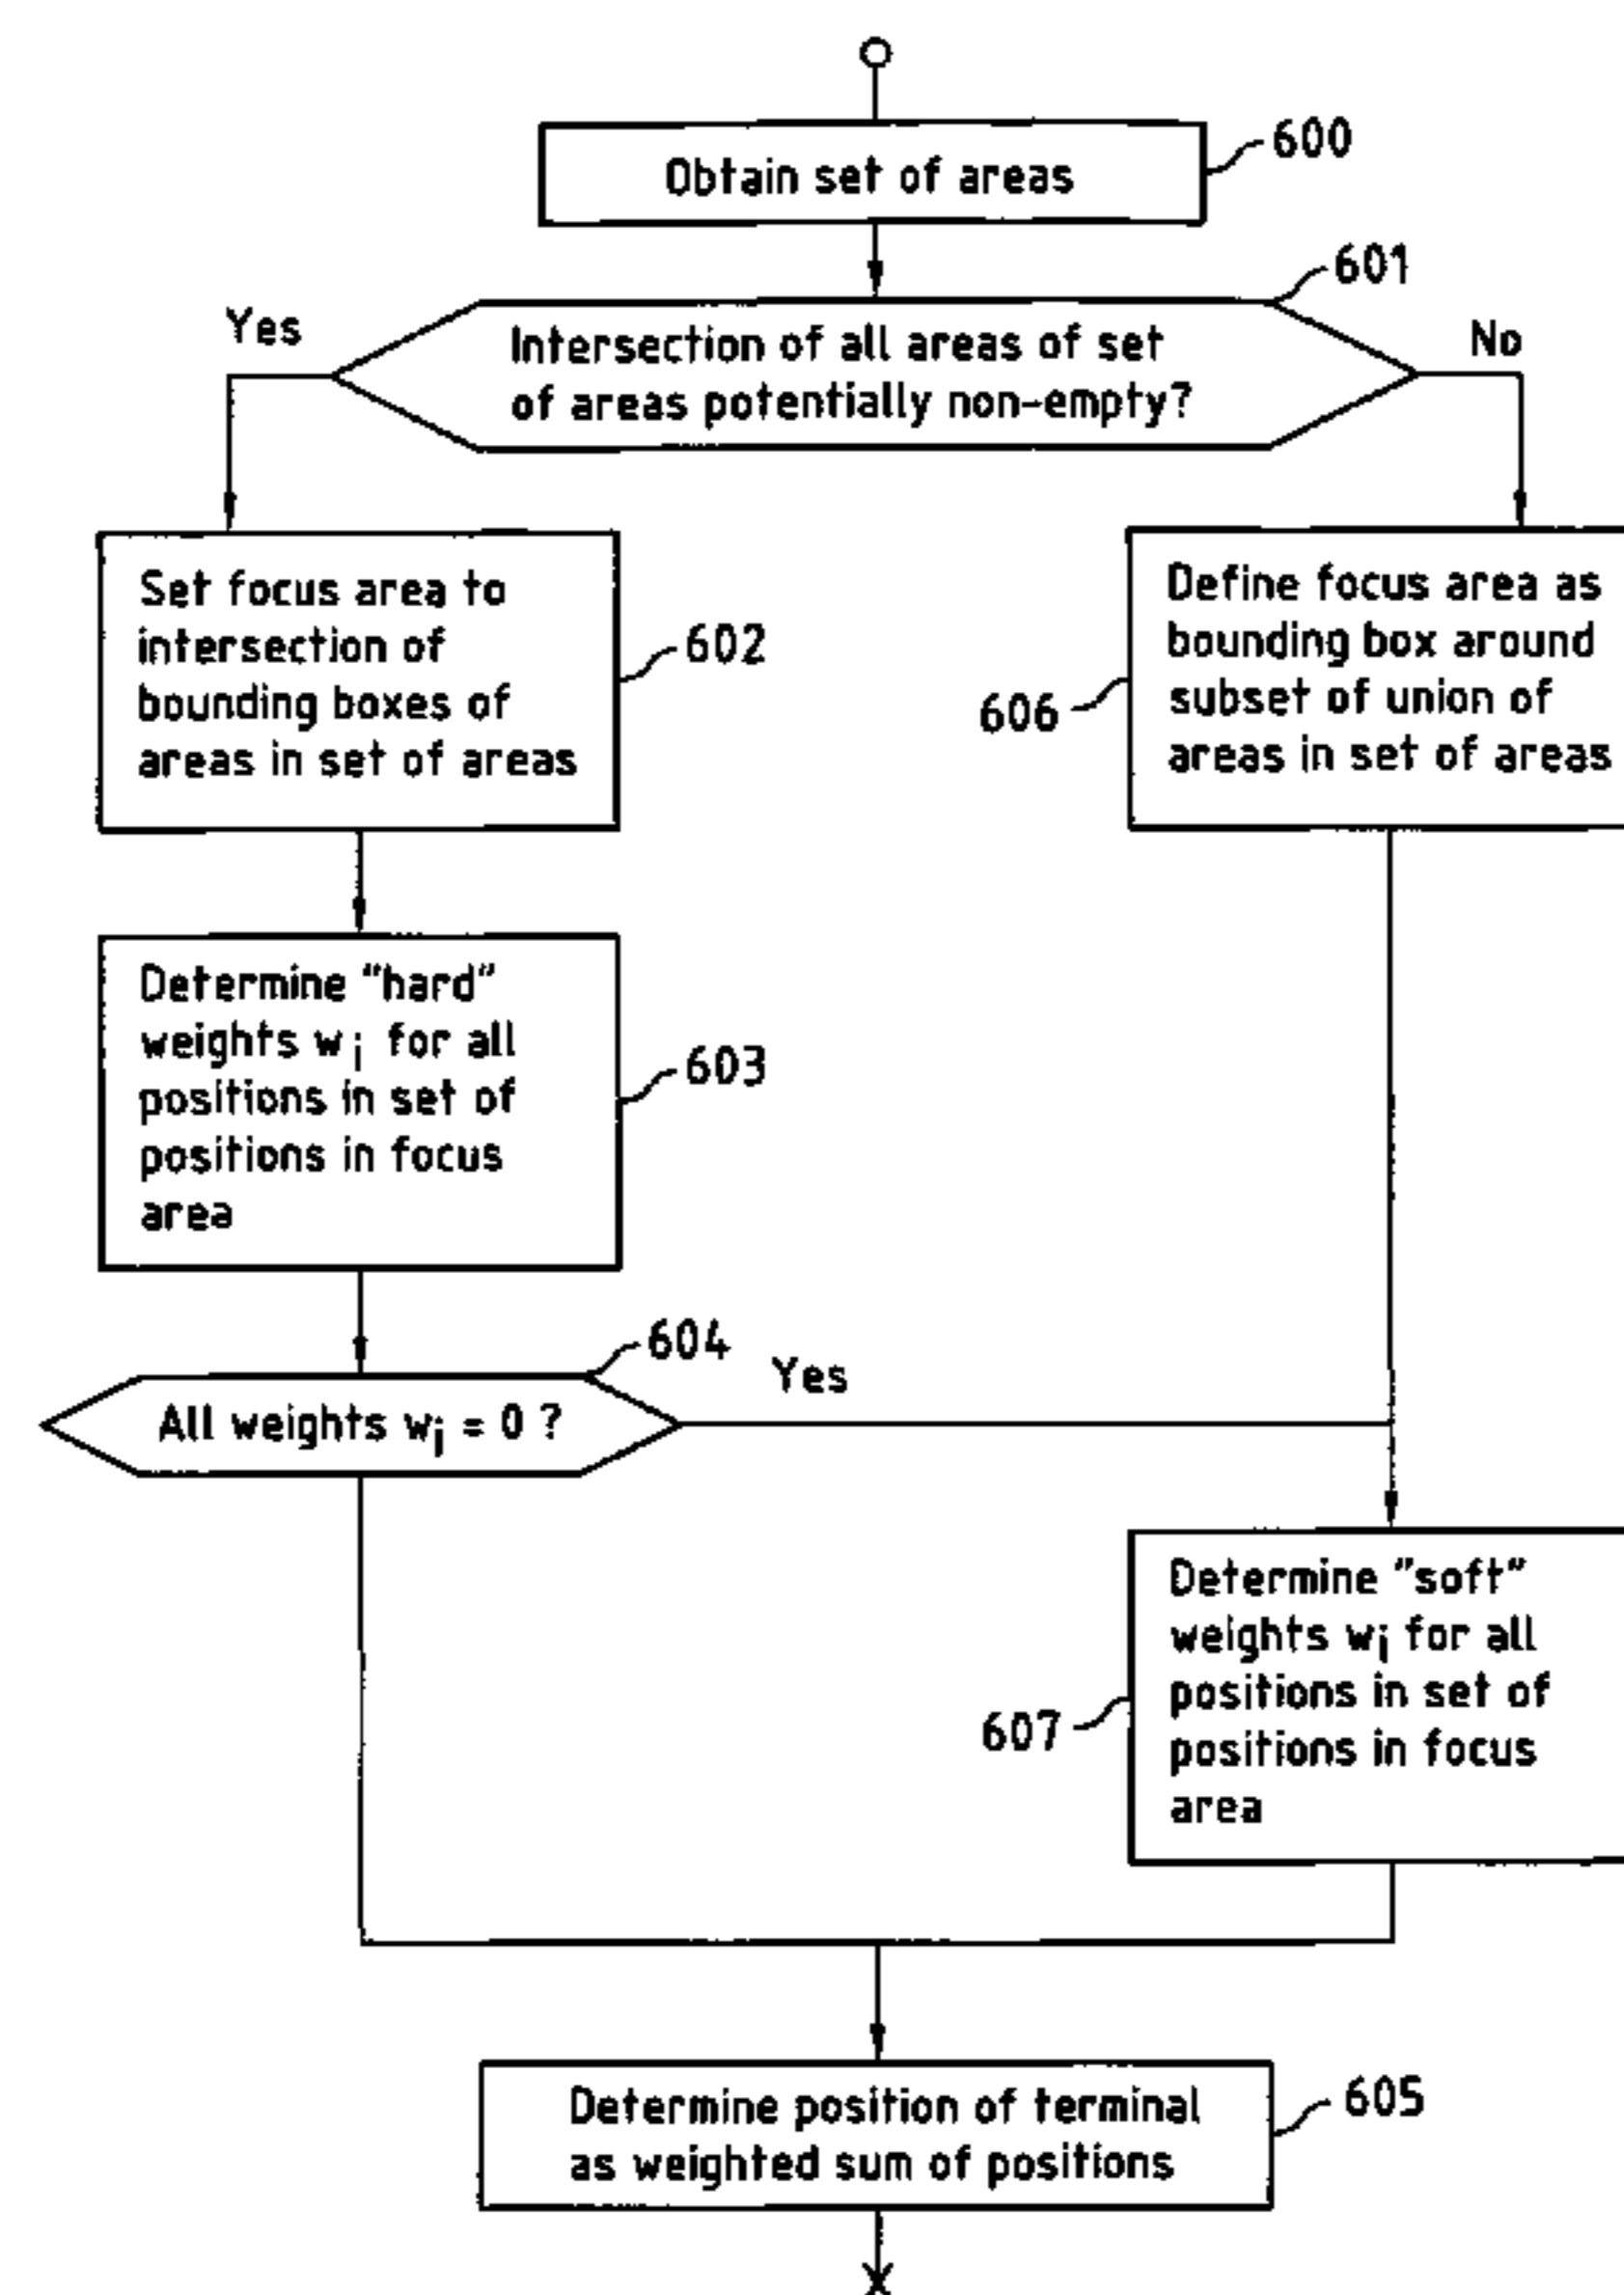 600
Obtain set of areas
601
Yes
No
Intersection of all areas of set
of areas potentially non-empty?
Set focus area to
intersection of
bounding boxes of
areas in set of areas
602
Define focus area as
bounding box around
subset of union of
areas in set of areas
606
Determine "hard"
weights wi for all
positions in set of
positions in focus
area
603
604
Yes
All weights wi = 0 ?
Determine "soft"
weights wi for all
positions in set of
positions in focus
area
607
Determine position of terminal
as weighted sum of positions
605